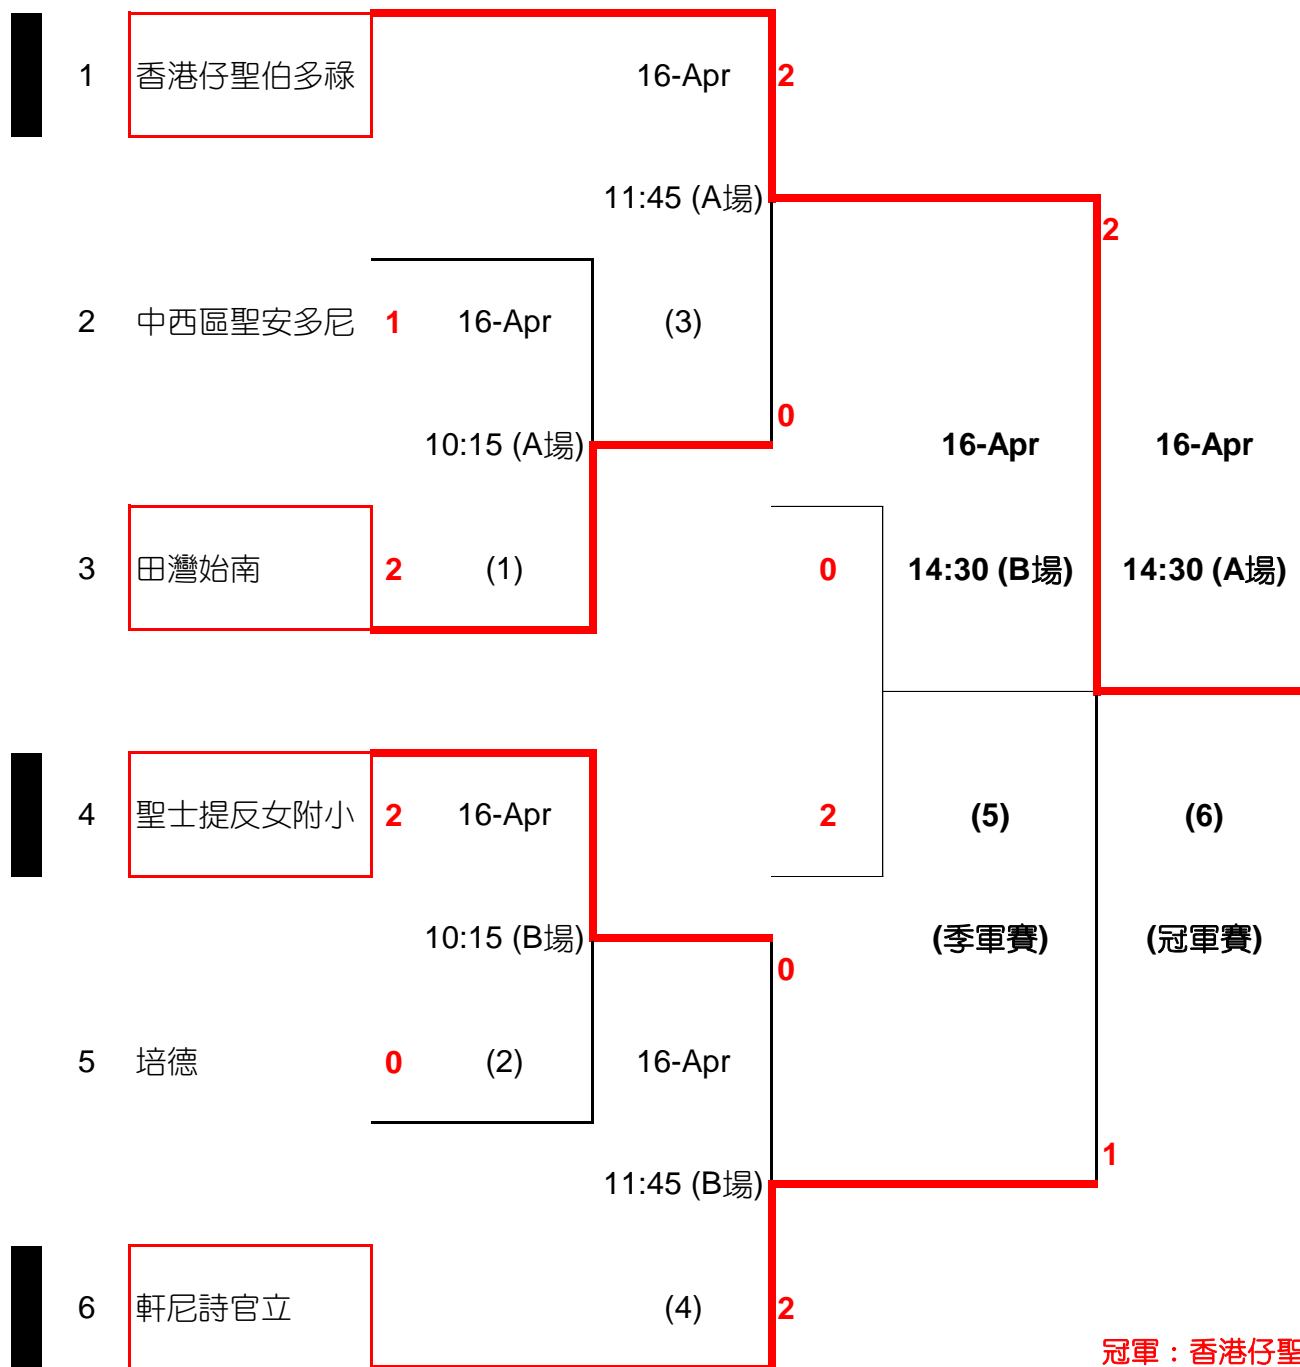 1 香港仔聖伯多祿 16-Apr 2
11:45 (A場) 2
2 中西區聖安多尼 1 16-Apr (3)
0
10:15 (A場) 16-Apr 16-Apr
3 田灣始南 2 (1) 0 14:30 (B場) 14:30 (A場)
4 聖士提反女附小 2 16-Apr 2 (5) (6)
10:15 (B場) (季軍賽) (冠軍賽)
0
5 培德 0 (2) 16-Apr
1
11:45 (B場)
6 軒尼詩官立 (4) 2
冠軍：香港仔聖